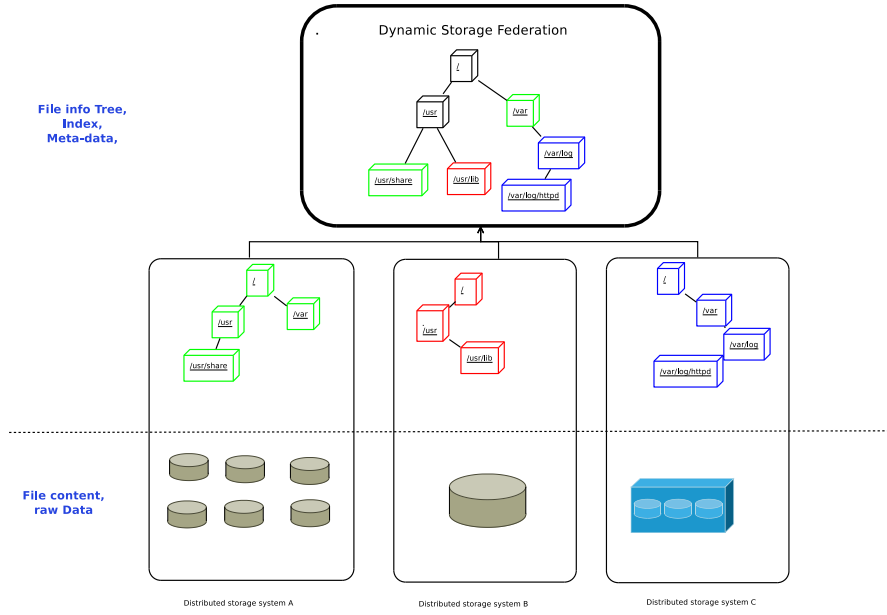 Dynamic Storage Federation
.
/
File info Tree,
Index,
Meta-data,
/usr
/var
/var/log
/usr/share
/usr/lib
/var/log/httpd
/
/usr
/var
/usr/share
/
/usr
/usr/lib
/
/var
/var/log
/var/log/httpd
File content,
raw Data
Distributed storage system A
Distributed storage system B
Distributed storage system C